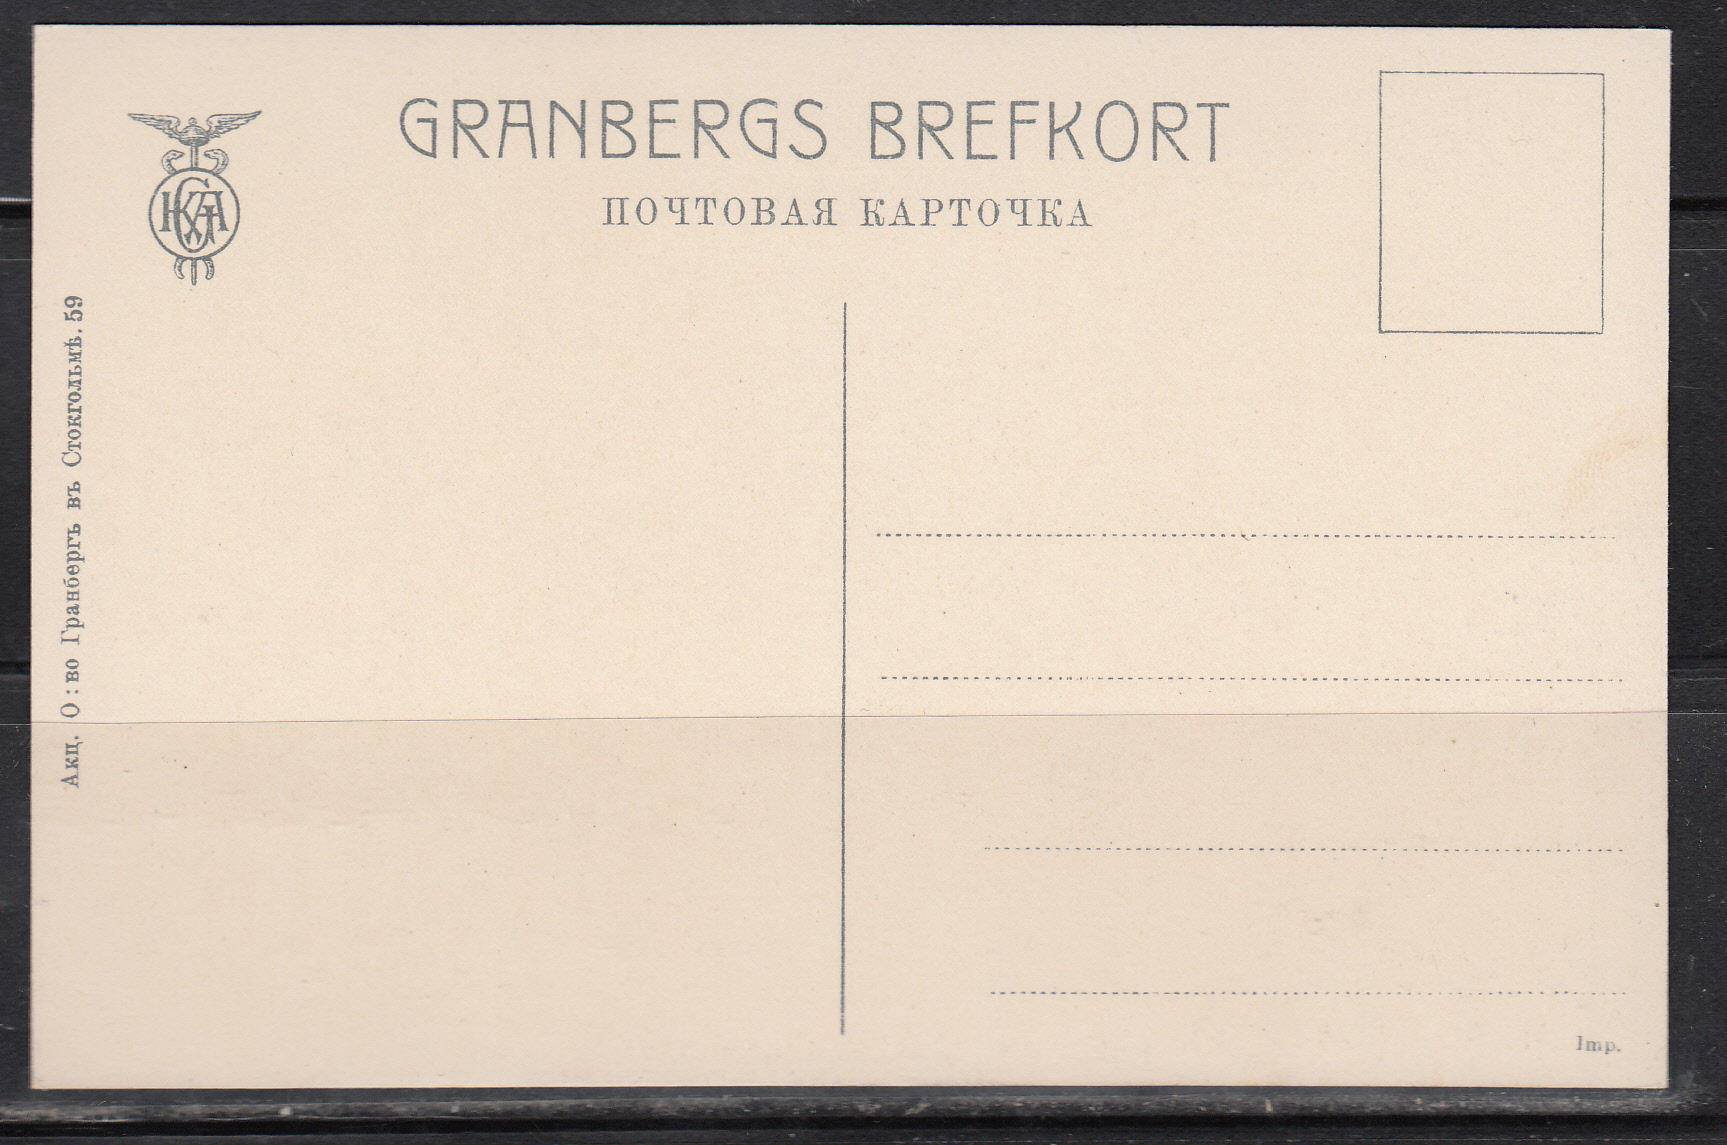 GRANBERGS BREFKORT
ПОЧТОВАЯ КАРТОЧКА
Акц. О:во Гранбергъ въ Стокгольмѣ. 59
Imp.